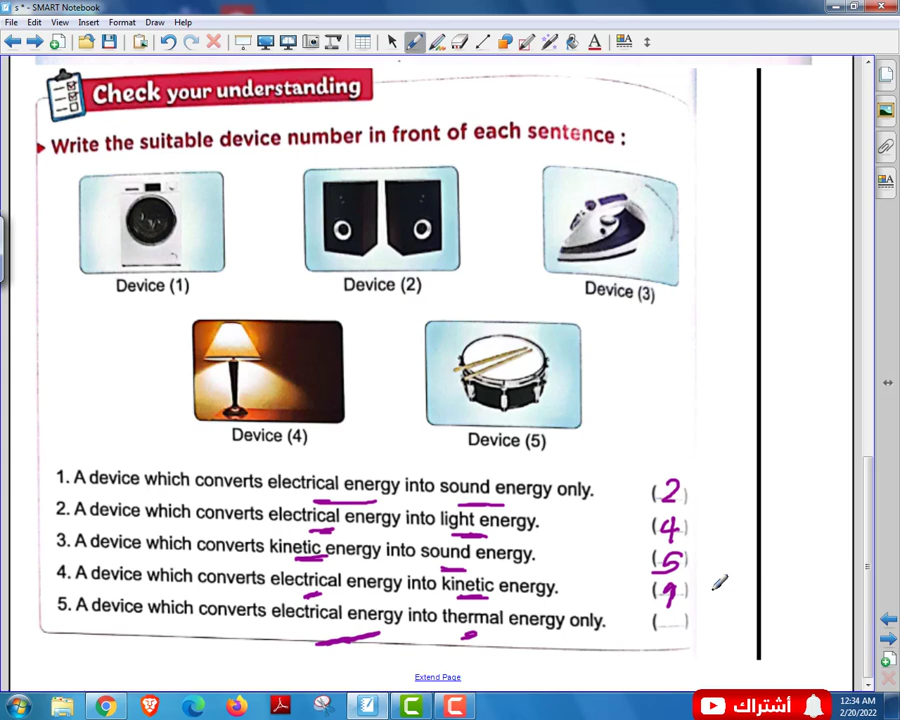 s * - SMART Notebook
File Edit View Insert Format Draw Help
Check your understanding
Write the suitable device number in front of each sentence :
Device (1)
Device (2)
Device (3)
Device (4)
Device (5)
1. A device which converts electrical energy into sound energy only. (2)
2. A device which converts electrical energy into light energy. (4)
3. A device which converts kinetic energy into sound energy. (5)
4. A device which converts electrical energy into kinetic energy. (1)
5. A device which converts electrical energy into thermal energy only. ( )
Extend Page
أشتراك
12:34 AM
2/20/2022